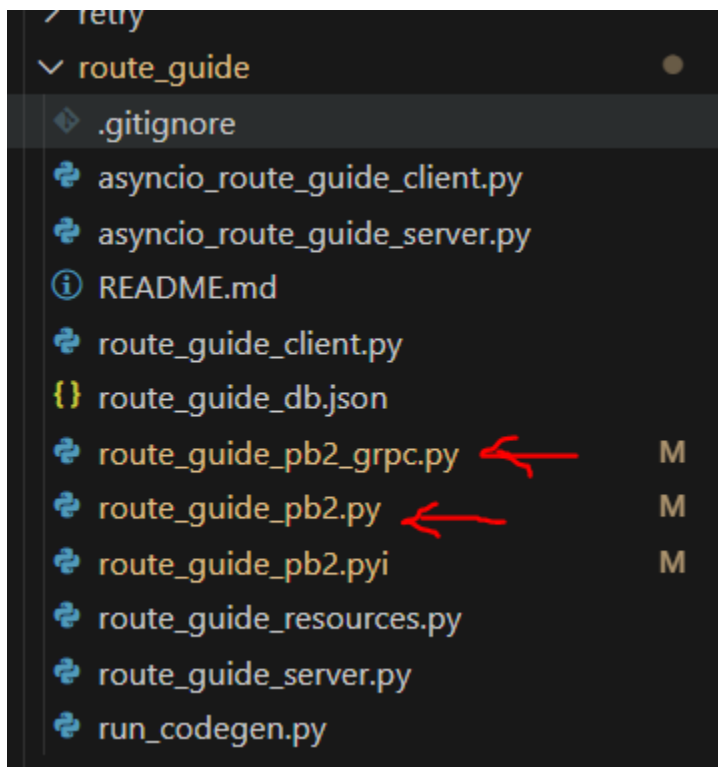 retry
route_guide
.gitignore
asyncio_route_guide_client.py
asyncio_route_guide_server.py
README.md
route_guide_client.py
{} route_guide_db.json
route_guide_pb2_grpc.py M
route_guide_pb2.py M
route_guide_pb2.pyi M
route_guide_resources.py
route_guide_server.py
run_codegen.py